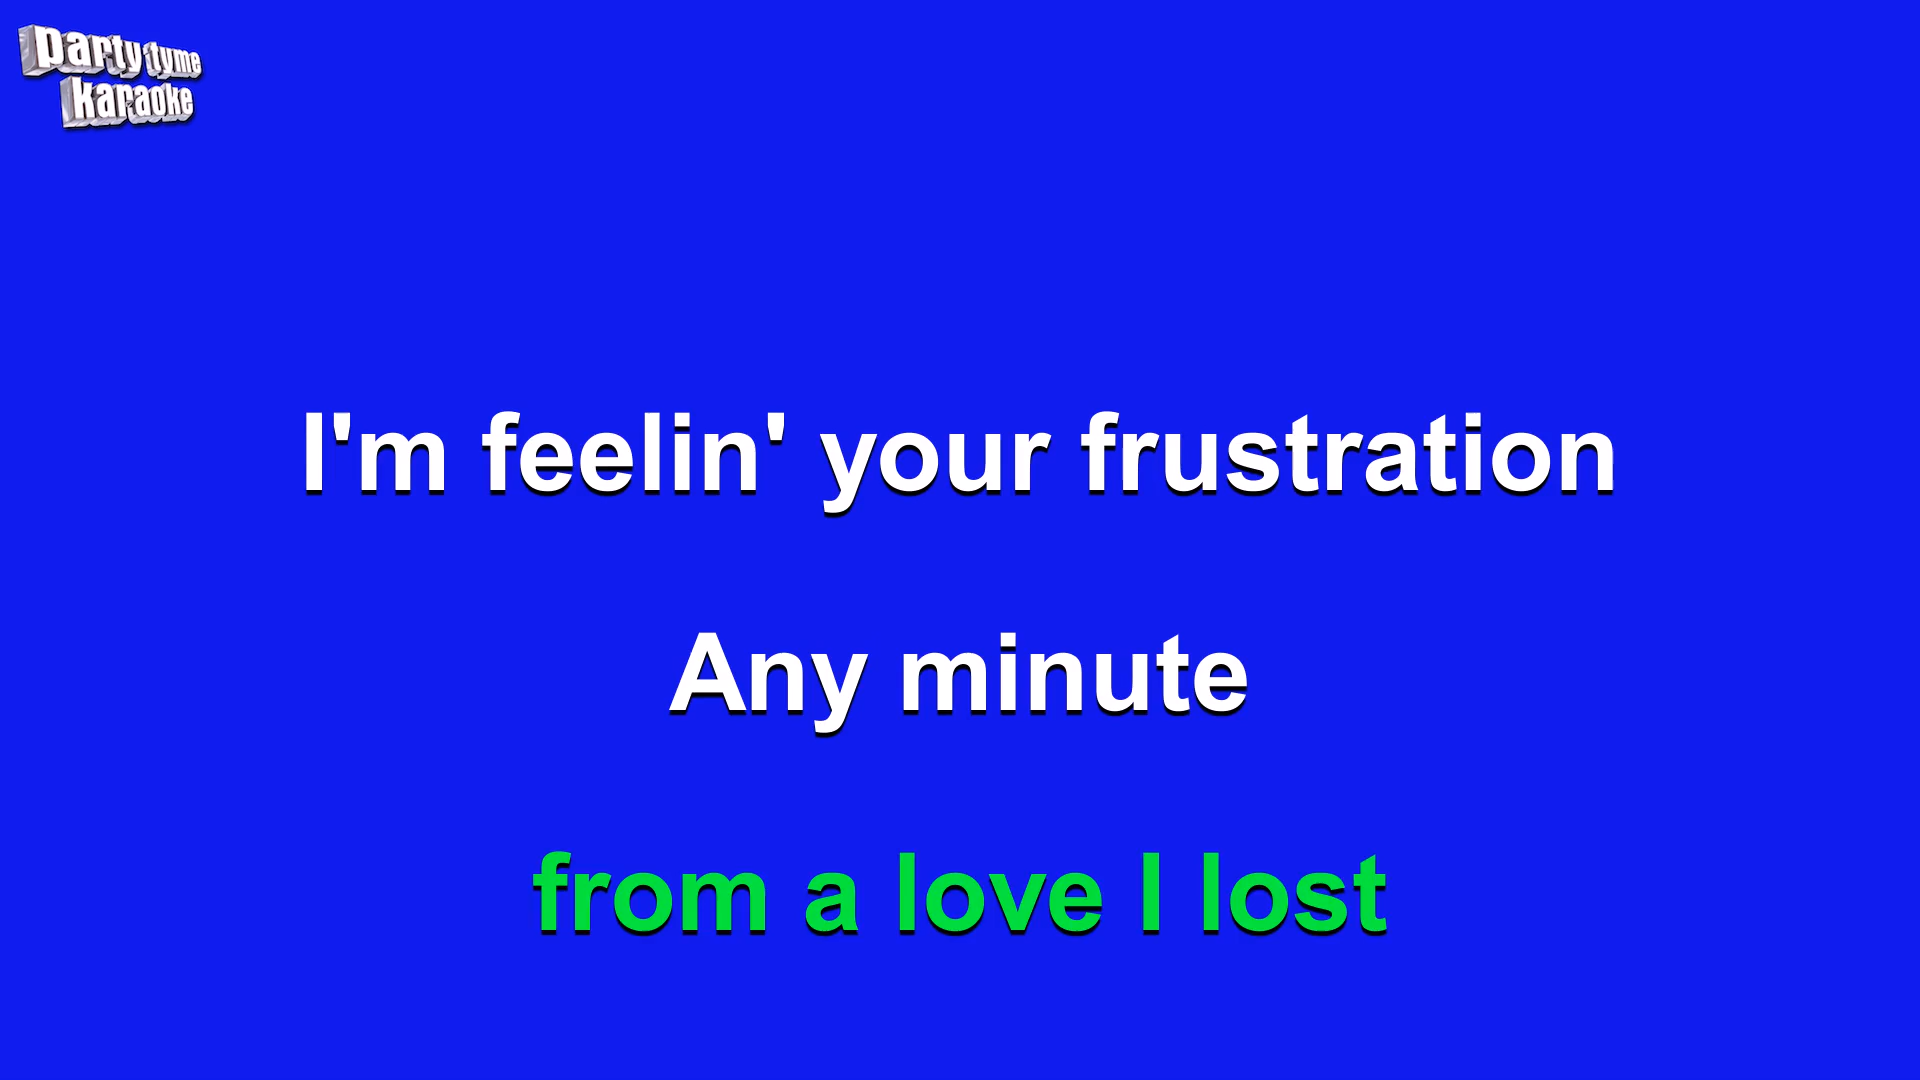 party tyme
karaoke
I'm feelin' your frustration
Any minute
from a love I lost